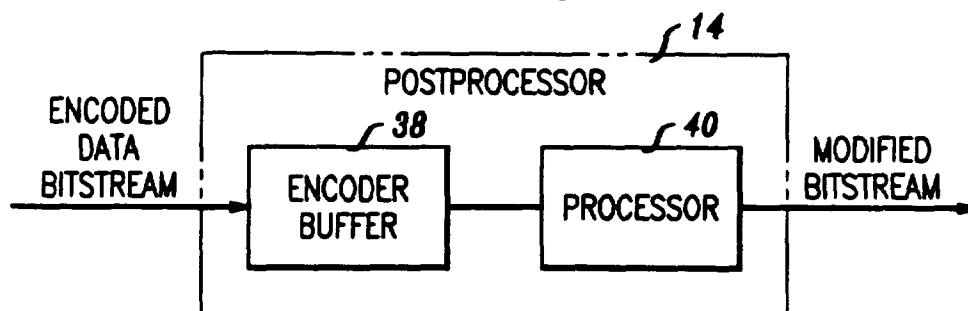 14
POSTPROCESSOR
ENCODED
DATA
BITSTREAM
38
ENCODER
BUFFER
40
PROCESSOR
MODIFIED
BITSTREAM